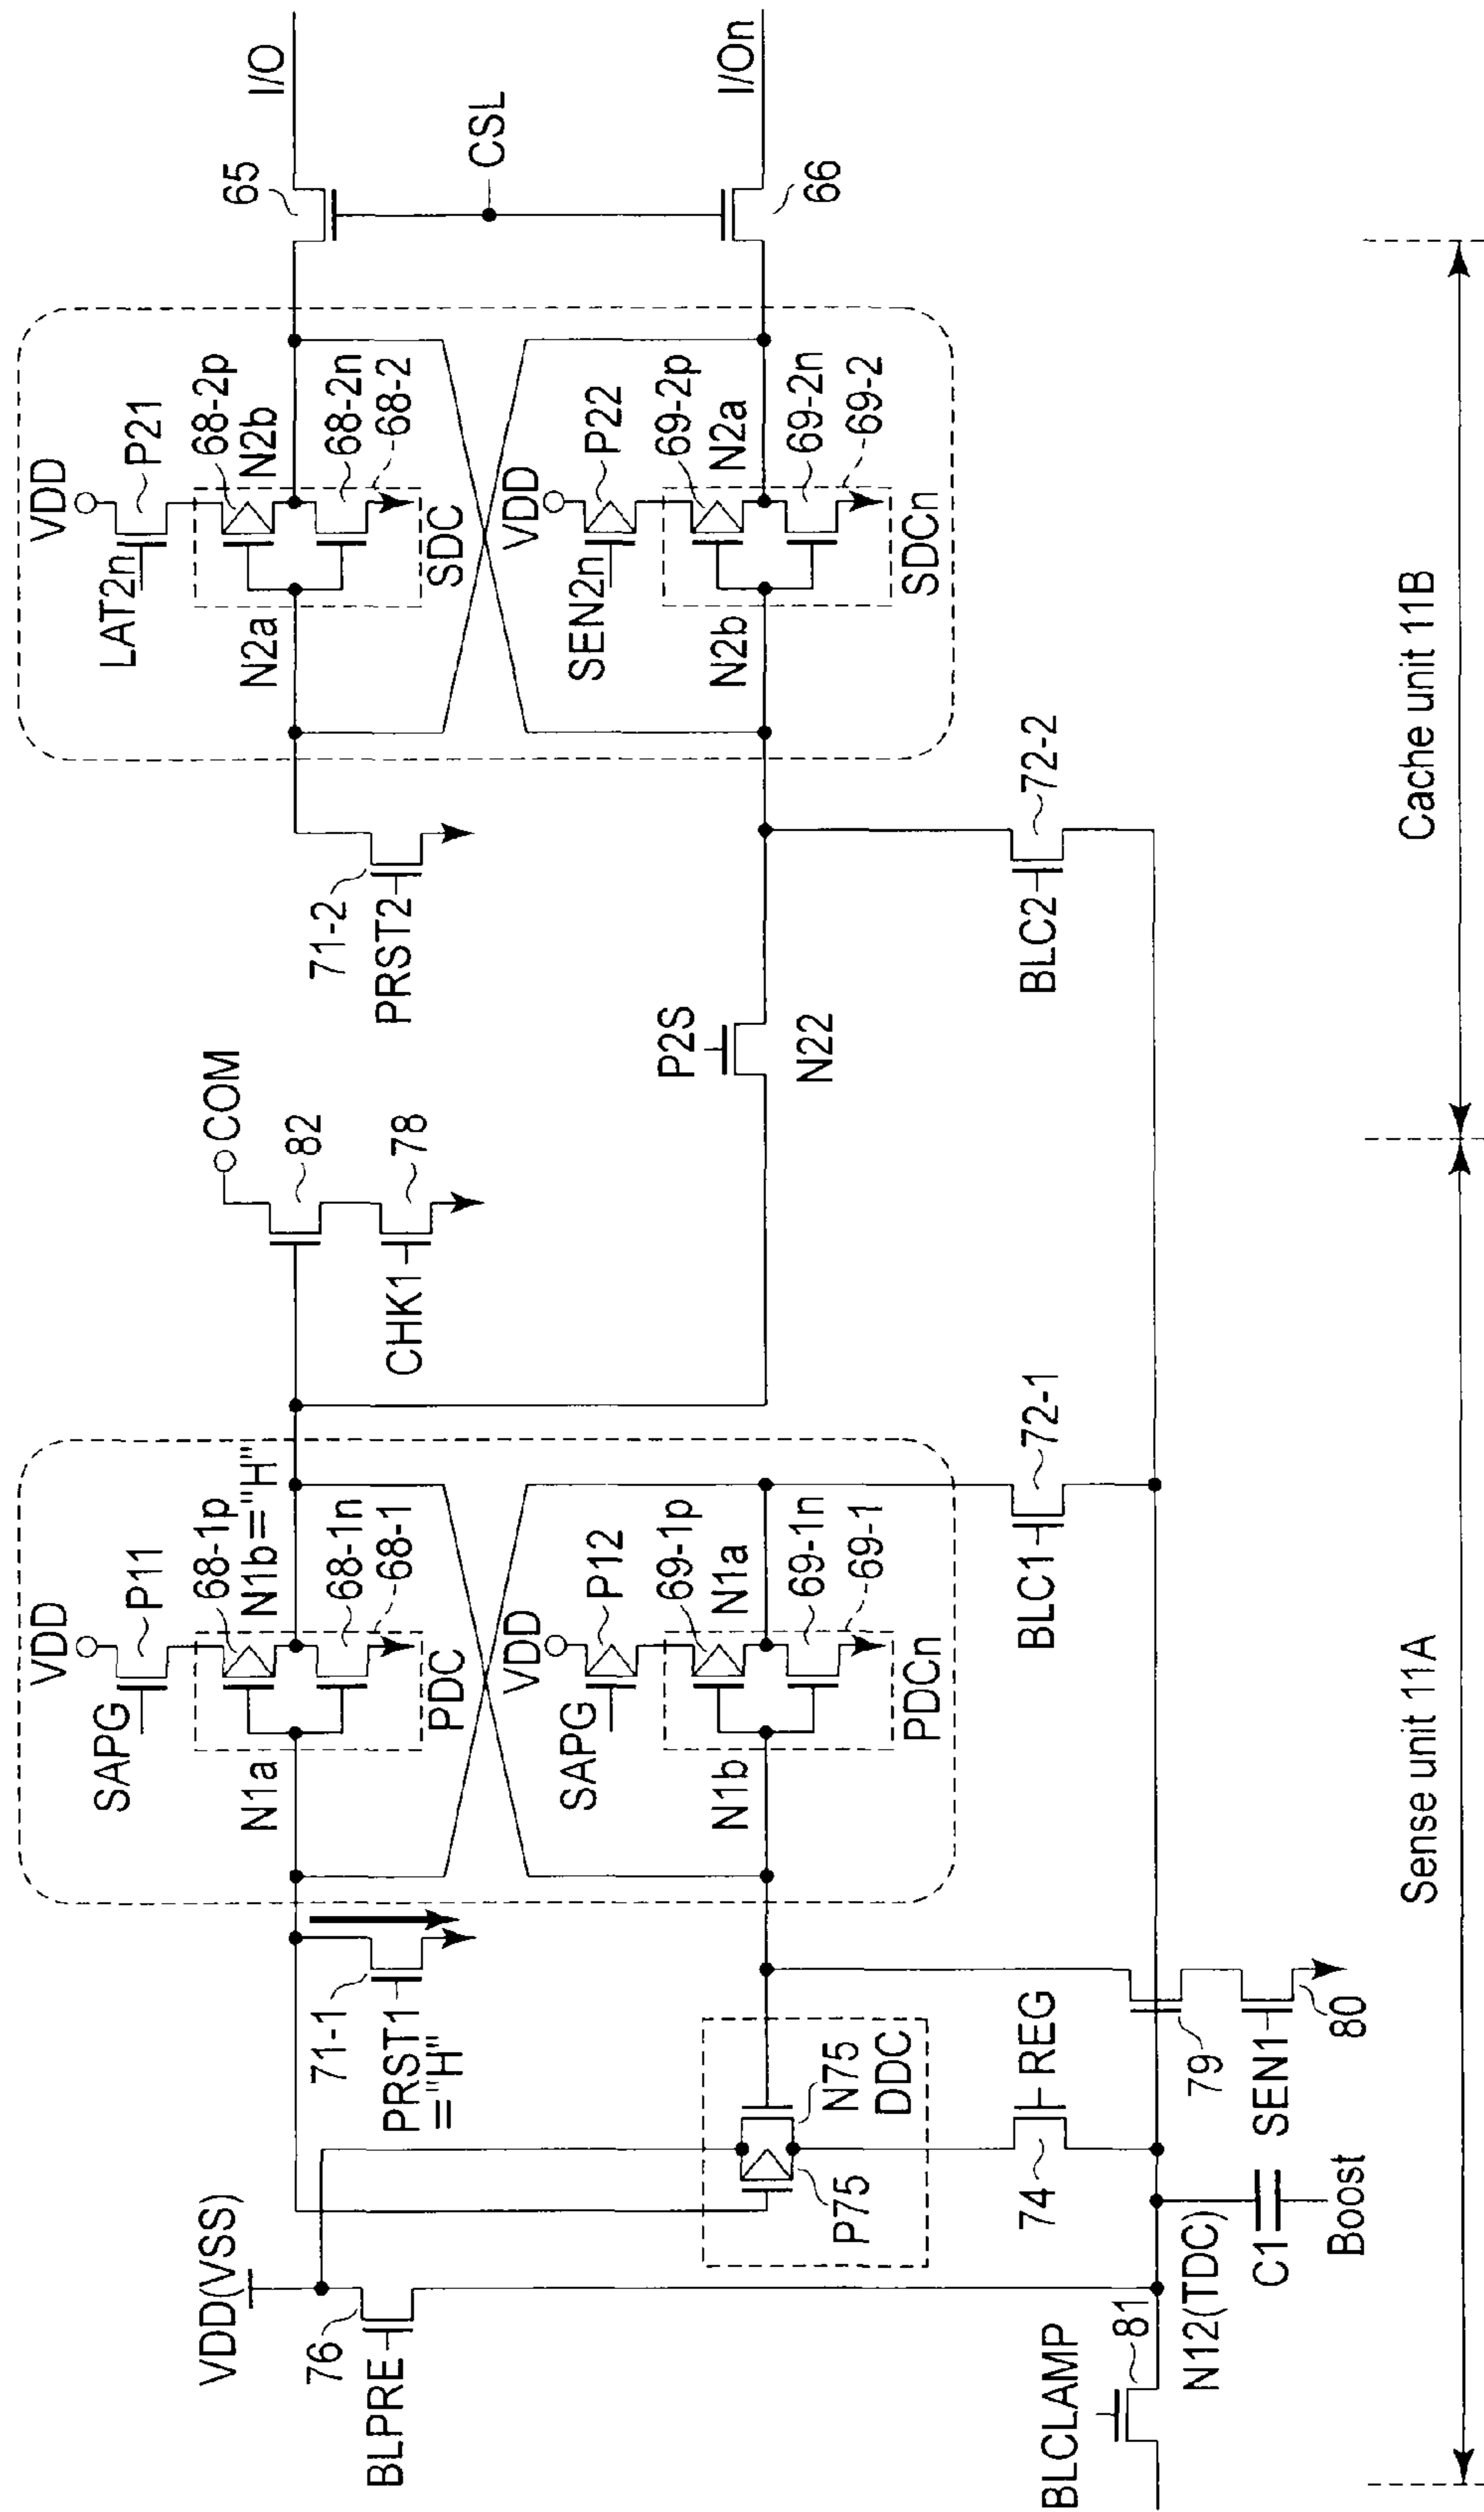 VDD(VSS)
76
BLPRE
BLCLAMP
81
N12(TDC)
C1
Boost
71-1
PRST1
="H"
P75
N75
DDC
74
REG
79
SEN1
80
VDD
SAPG
P11
N1a
68-1p
N1b="H"
68-1n
68-1
PDC
VDD
SAPG
P12
N1b
69-1p
N1a
69-1n
69-1
PDCn
BLC1
72-1
COM
82
CHK1
78
P2S
N22
71-2
PRST2
BLC2
72-2
VDD
LAT2n
P21
N2a
68-2p
N2b
68-2n
68-2
SDC
VDD
SEN2n
P22
N2b
69-2p
N2a
69-2n
69-2
SDCn
65
I/O
CSL
66
I/On
Sense unit 11A
Cache unit 11B